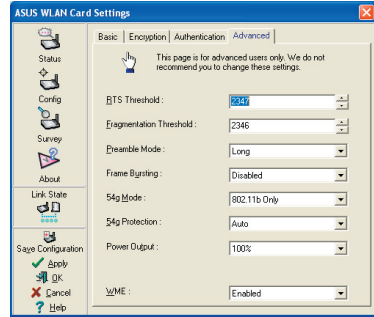 ASUS WLAN Card Settings
Status
Config
Survey
About
Link State
Save Configuration
Apply
OK
Cancel
Help
Basic Encryption Authentication Advanced
This page is for advanced users only. We do not
recommend you to change these settings.
RTS Threshold : 2347
Fragmentation Threshold : 2346
Preamble Mode : Long
Frame Bursting : Disabled
54g Mode : 802.11b Only
54g Protection : Auto
Power Output : 100%
WME : Enabled